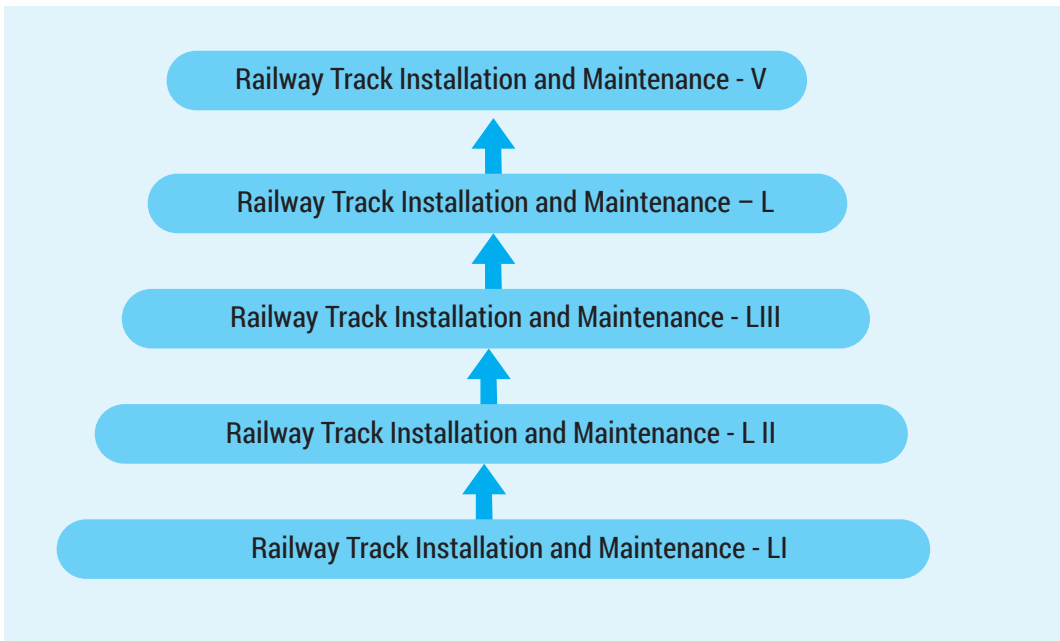 Railway Track Installation and Maintenance - V
Railway Track Installation and Maintenance – L
Railway Track Installation and Maintenance - LIII
Railway Track Installation and Maintenance - L II
Railway Track Installation and Maintenance - LI